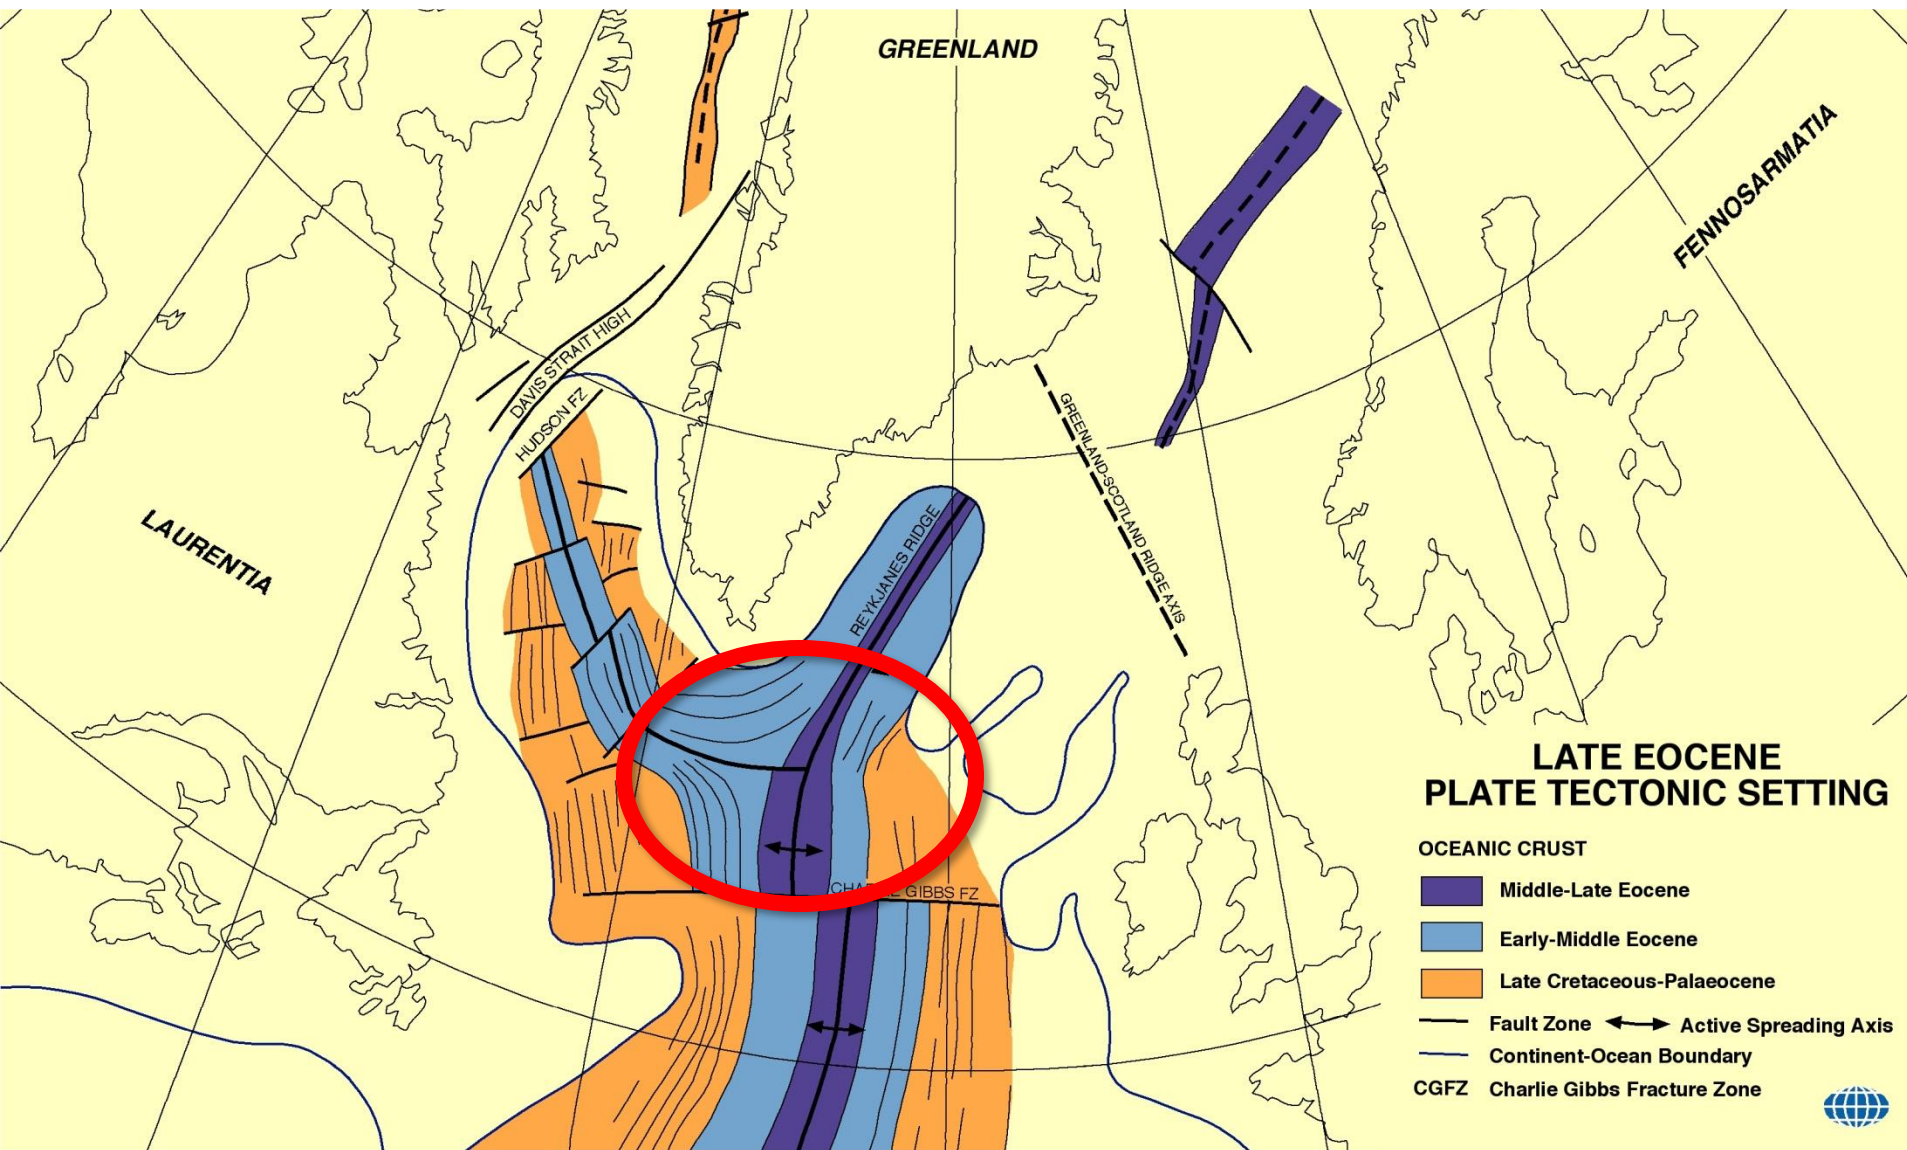 GREENLAND
FENNOSARMATIA
DAVIS STRAIT HIGH
HUDSON FZ
GREENLAND-SCOTLAND RIDGE AXIS
LAURENTIA
REYKJANES RIDGE
GIBBS FZ
LATE EOCENE
PLATE TECTONIC SETTING
OCEANIC CRUST
Middle-Late Eocene
Early-Middle Eocene
Late Cretaceous-Palaeocene
Fault Zone
Active Spreading Axis
Continent-Ocean Boundary
CGFZ Charlie Gibbs Fracture Zone